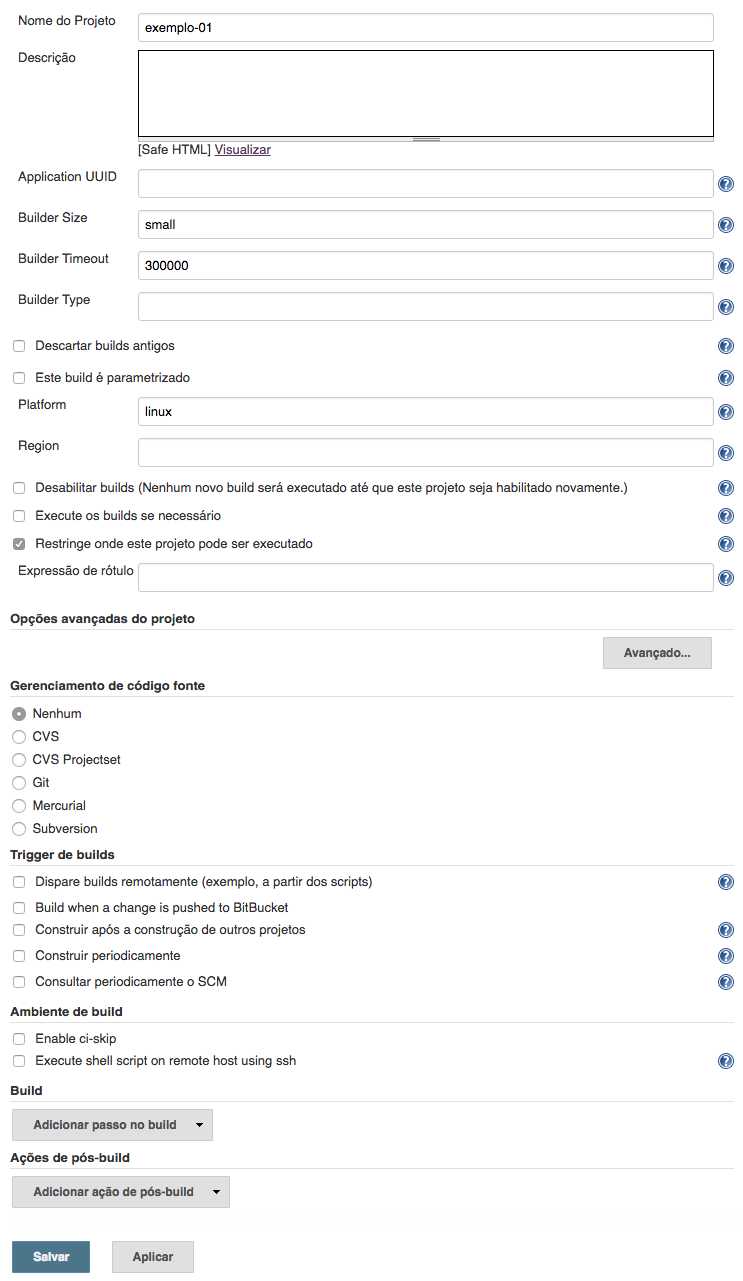 Nome do Projeto
exemplo-01
Descrição
[Safe HTML] Visualizar
Application UUID
Builder Size
small
Builder Timeout
300000
Builder Type
Descartar builds antigos
Este build é parametrizado
Platform
linux
Region
Desabilitar builds (Nenhum novo build será executado até que este projeto seja habilitado novamente.)
Execute os builds se necessário
Restringe onde este projeto pode ser executado
Expressão de rótulo
Opções avançadas do projeto
Avançado...
Gerenciamento de código fonte
Nenhum
CVS
CVS Projectset
Git
Mercurial
Subversion
Trigger de builds
Dispare builds remotamente (exemplo, a partir dos scripts)
Build when a change is pushed to BitBucket
Construir após a construção de outros projetos
Construir periodicamente
Consultar periodicamente o SCM
Ambiente de build
Enable ci-skip
Execute shell script on remote host using ssh
Build
Adicionar passo no build
Ações de pós-build
Adicionar ação de pós-build
Salvar
Aplicar